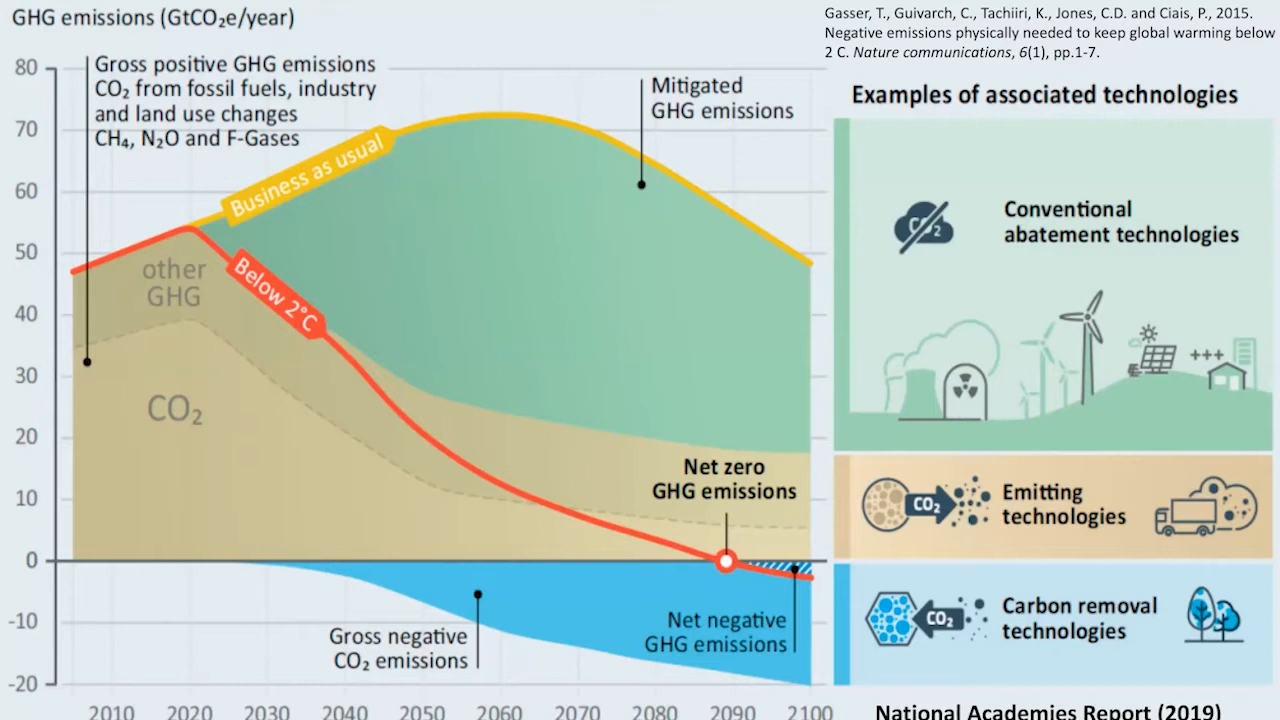 GHG emissions (GtCO₂e/year)
Gasser, T., Guivarch, C., Tachiiri, K., Jones, C.D. and Ciais, P., 2015.
Negative emissions physically needed to keep global warming below
2 C. Nature communications, 6(1), pp.1-7.
80
70
60
50
40
30
20
10
0
-10
-20
Gross positive GHG emissions
CO₂ from fossil fuels, industry
and land use changes
CH₄, N₂O and F-Gases
Business as usual
Mitigated
GHG emissions
other
GHG
Below 2°C
CO₂
Net zero
GHG emissions
Gross negative
CO₂ emissions
Net negative
GHG emissions
2010 2020 2030 2040 2050 2060 2070 2080 2090 2100
Examples of associated technologies
CO₂
Conventional
abatement technologies
+++
CO₂
Emitting
technologies
CO₂
Carbon removal
technologies
National Academies Report (2019)